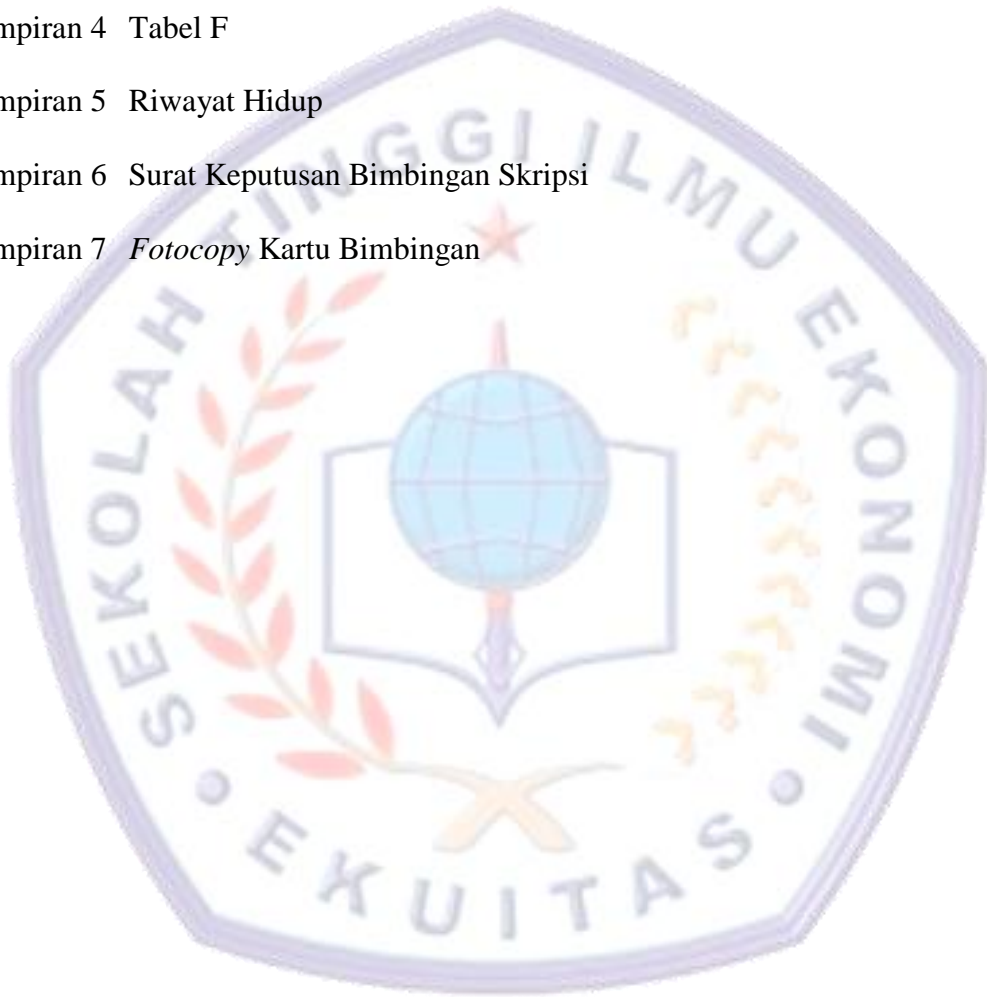 mpiran 4 Tabel F
mpiran 5 Riwayat Hidup
mpiran 6 Surat Keputusan Bimbingan Skripsi
mpiran 7 Fotocopy Kartu Bimbingan
SEKOLAH TINGGI ILMU EKONOMI
• EKUITAS •